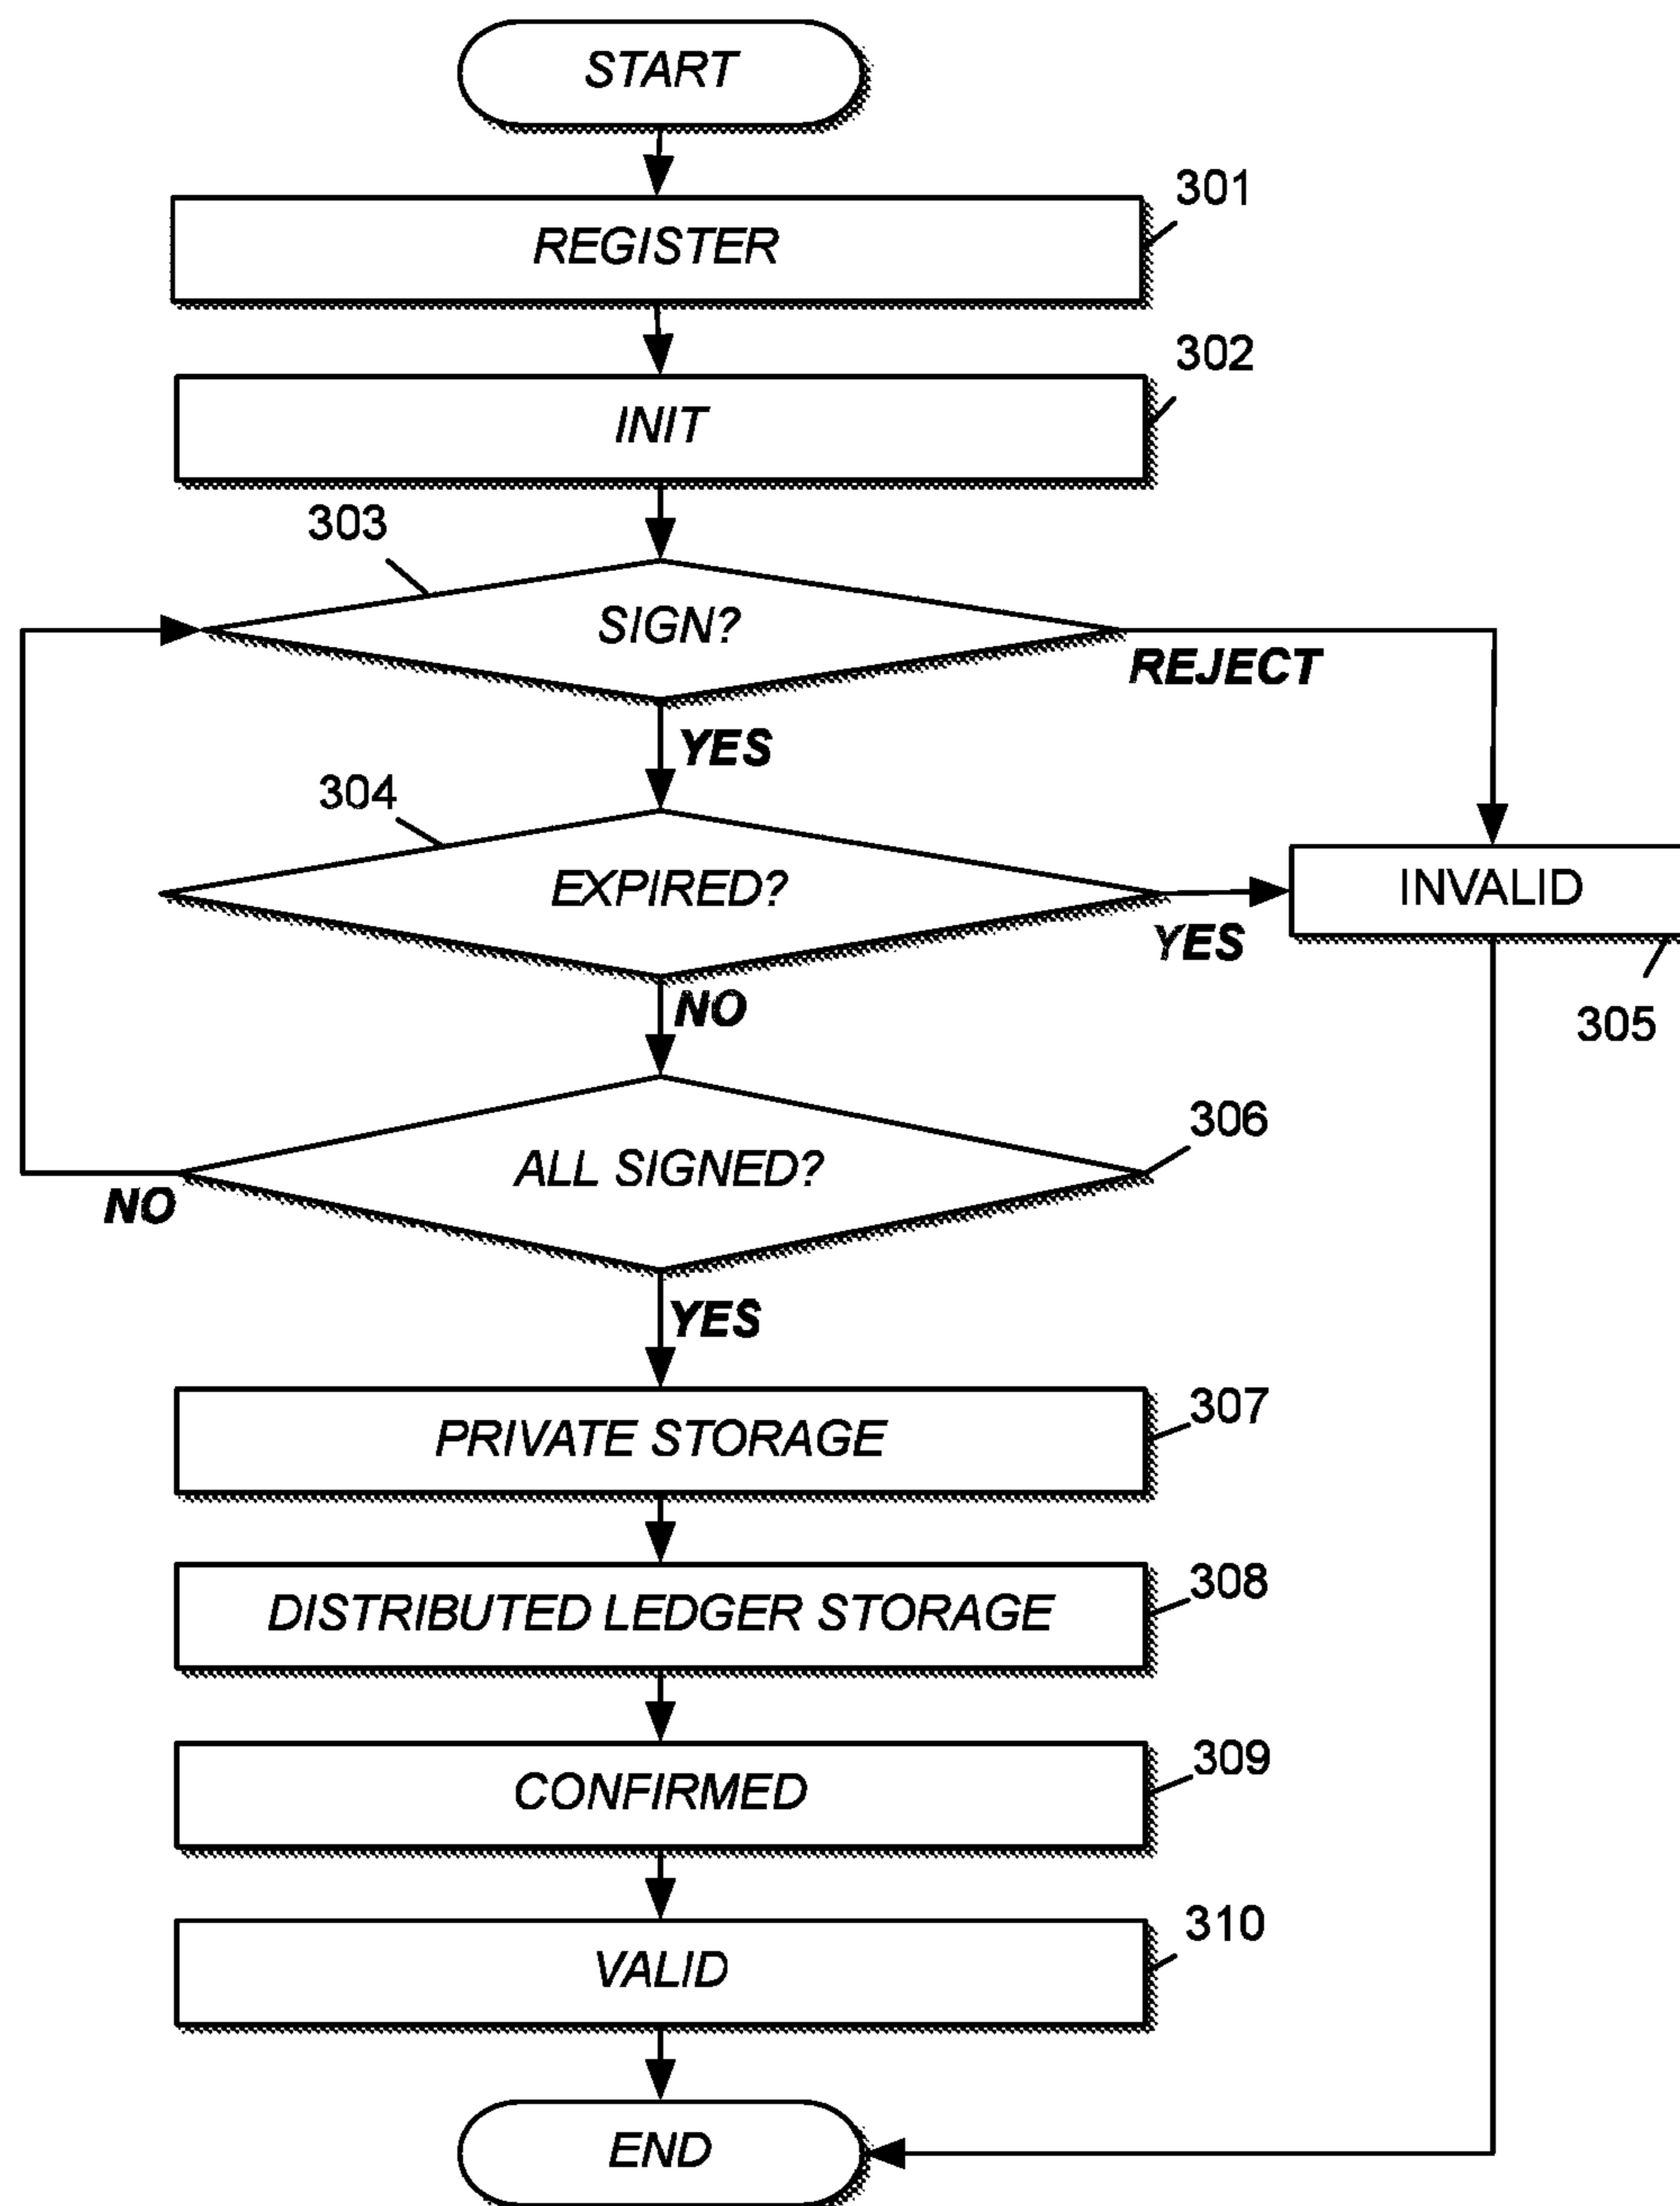 START
301
REGISTER
302
INIT
303
SIGN?
REJECT
YES
304
EXPIRED?
INVALID
YES
NO
305
306
ALL SIGNED?
NO
YES
307
PRIVATE STORAGE
308
DISTRIBUTED LEDGER STORAGE
309
CONFIRMED
310
VALID
END